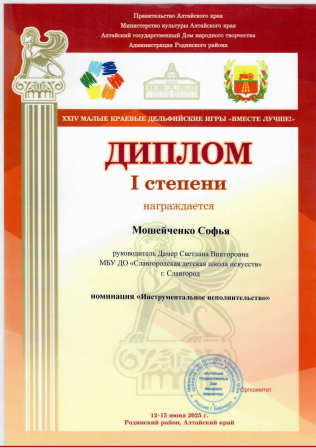 Правительство Алтайского края
Министерство культуры Алтайского края
Алтайский государственный Дом народного творчества
Администрация Родинского района
XXIV МАЛЫЕ КРАЕВЫЕ ДЕЛЬФИЙСКИЕ ИГРЫ «ВМЕСТЕ ЛУЧШЕ!»
ДИПЛОМ
I степени
награждается
Мошейченко Софья
руководитель Дамер Светлана Викторовна
МБУ ДО «Славгородская детская школа искусств»
г. Славгород
номинация «Инструментальное исполнительство»
Оргкомитет
12-15 июня 2025 г.
Родинский район, Алтайский край